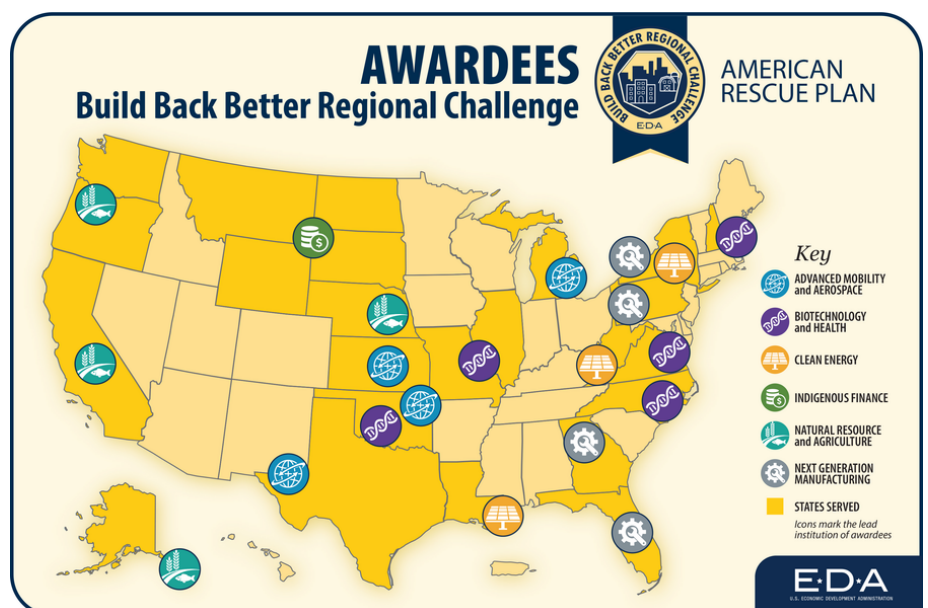 AWARDEES
Build Back Better Regional Challenge
BUILD BACK BETTER REGIONAL CHALLENGE
EDA
AMERICAN
RESCUE PLAN
Key
ADVANCED MOBILITY
and AEROSPACE
BIOTECHNOLOGY
and HEALTH
CLEAN ENERGY
INDIGENOUS FINANCE
NATURAL RESOURCE
and AGRICULTURE
NEXT GENERATION
MANUFACTURING
STATES SERVED
Icons mark the lead
institution of awardees
E★D★A
U.S. ECONOMIC DEVELOPMENT ADMINISTRATION